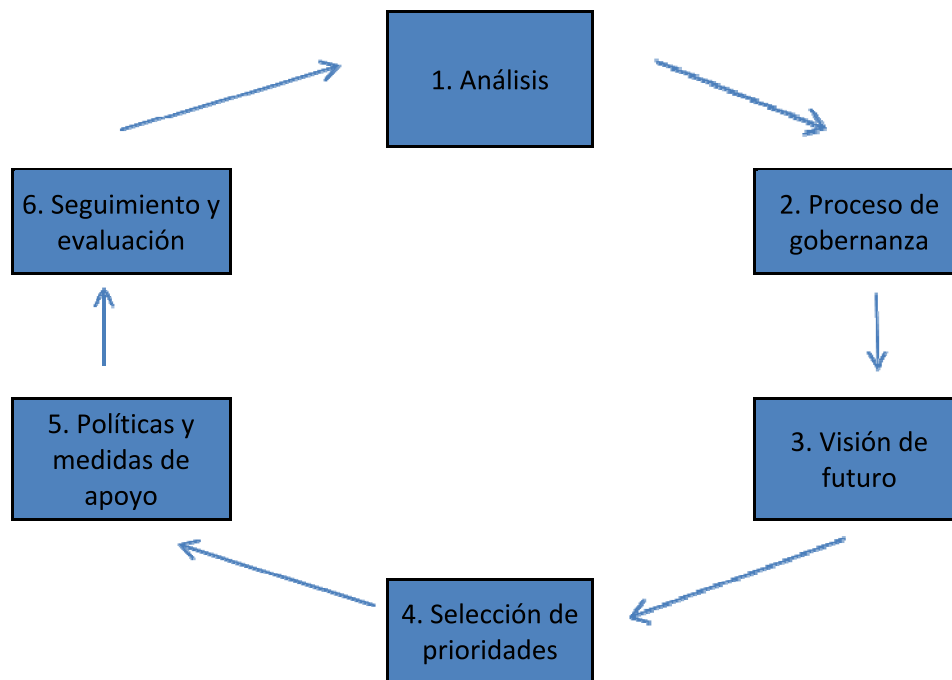 1. Análisis
2. Proceso de
gobernanza
3. Visión de
futuro
4. Selección de
prioridades
5. Políticas y
medidas de
apoyo
6. Seguimiento y
evaluación